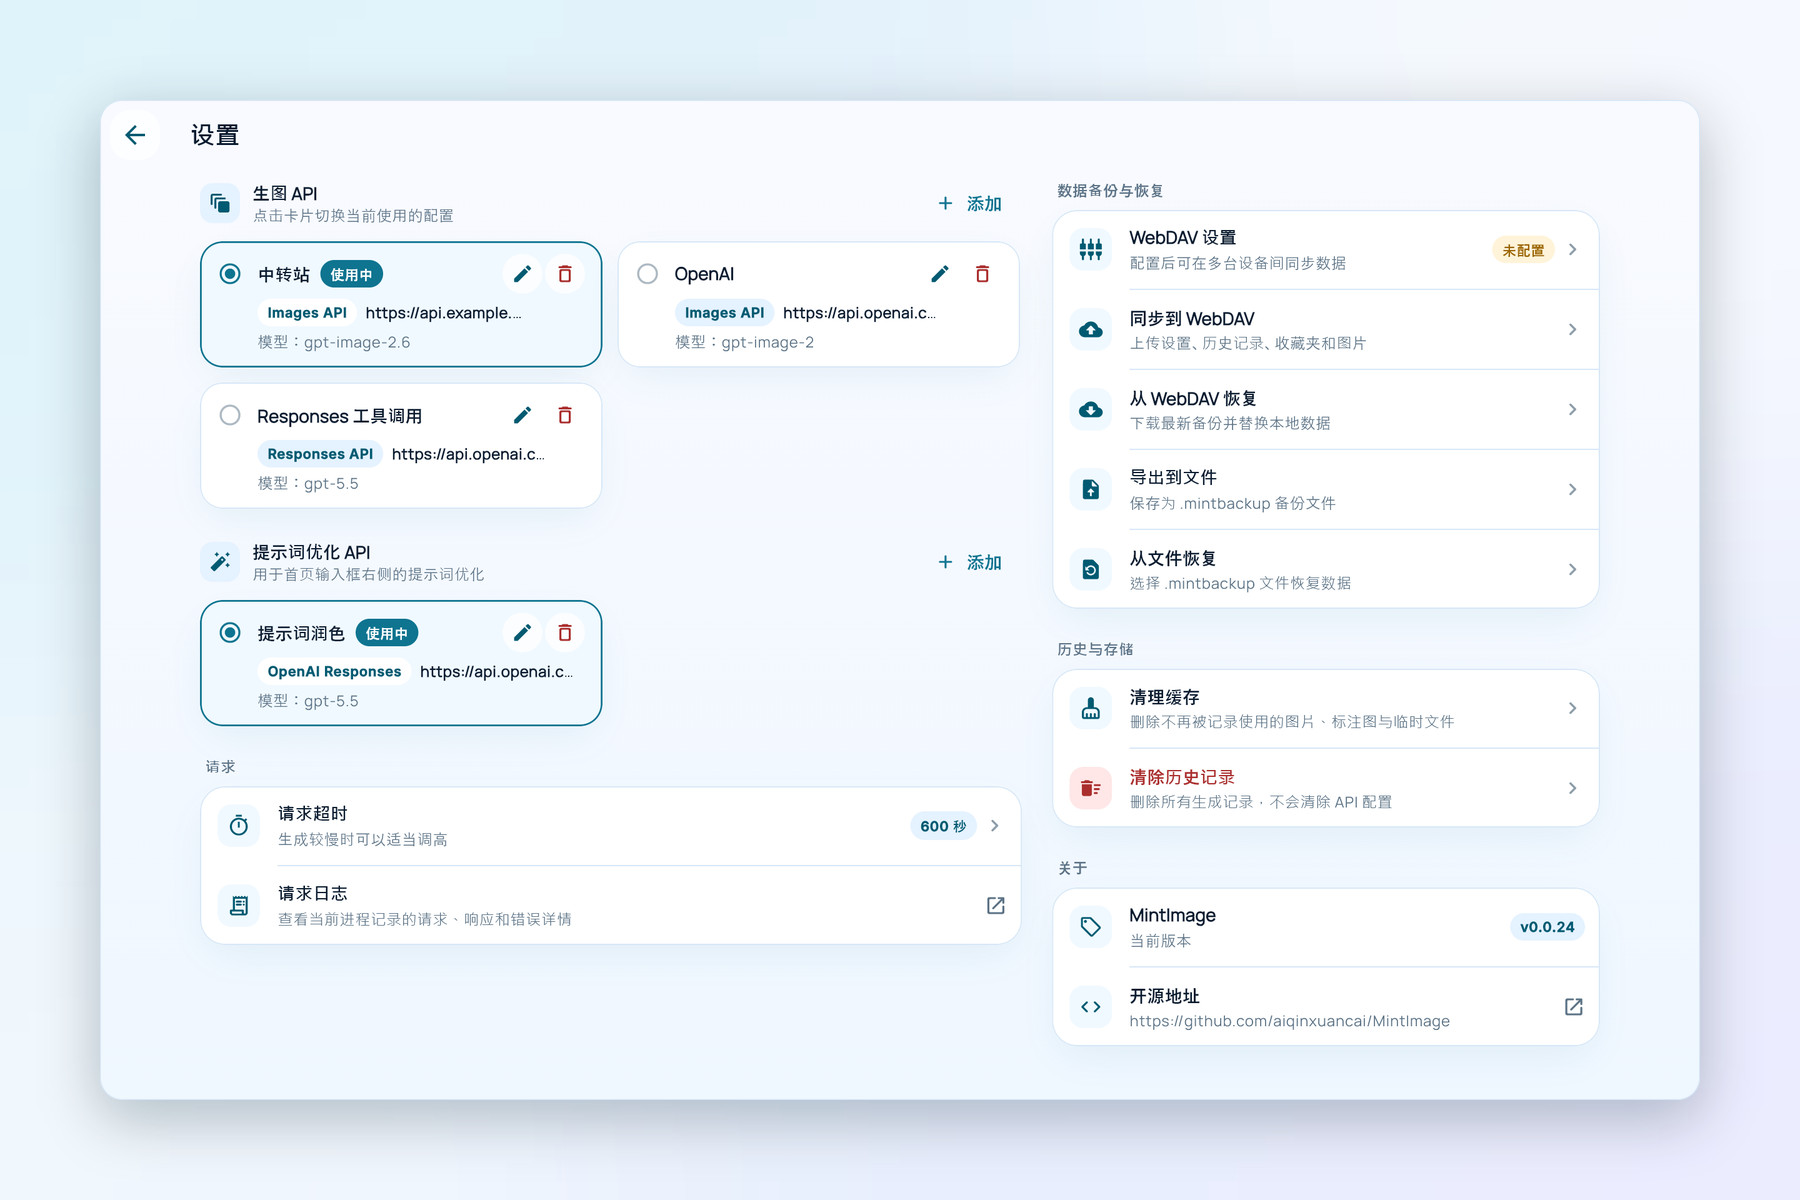 设置
生图 API
点击卡片切换当前使用的配置
添加
中转站
使用中
Images API
https://api.example.…
模型：gpt-image-2.6
OpenAI
Images API
https://api.openai.c…
模型：gpt-image-2
Responses 工具调用
Responses API
https://api.openai.c…
模型：gpt-5.5
提示词优化 API
用于首页输入框右侧的提示词优化
添加
提示词润色
使用中
OpenAI Responses
https://api.openai.c…
模型：gpt-5.5
请求
请求超时
生成较慢时可以适当调高
600 秒
请求日志
查看当前进程记录的请求、响应和错误详情
数据备份与恢复
WebDAV 设置
配置后可在多台设备间同步数据
未配置
同步到 WebDAV
上传设置、历史记录、收藏夹和图片
从 WebDAV 恢复
下载最新备份并替换本地数据
导出到文件
保存为 .mintbackup 备份文件
从文件恢复
选择 .mintbackup 文件恢复数据
历史与存储
清理缓存
删除不再被记录使用的图片、标注图与临时文件
清除历史记录
删除所有生成记录 · 不会清除 API 配置
关于
MintImage
当前版本
v0.0.24
开源地址
https://github.com/aiqinxuancai/MintImage